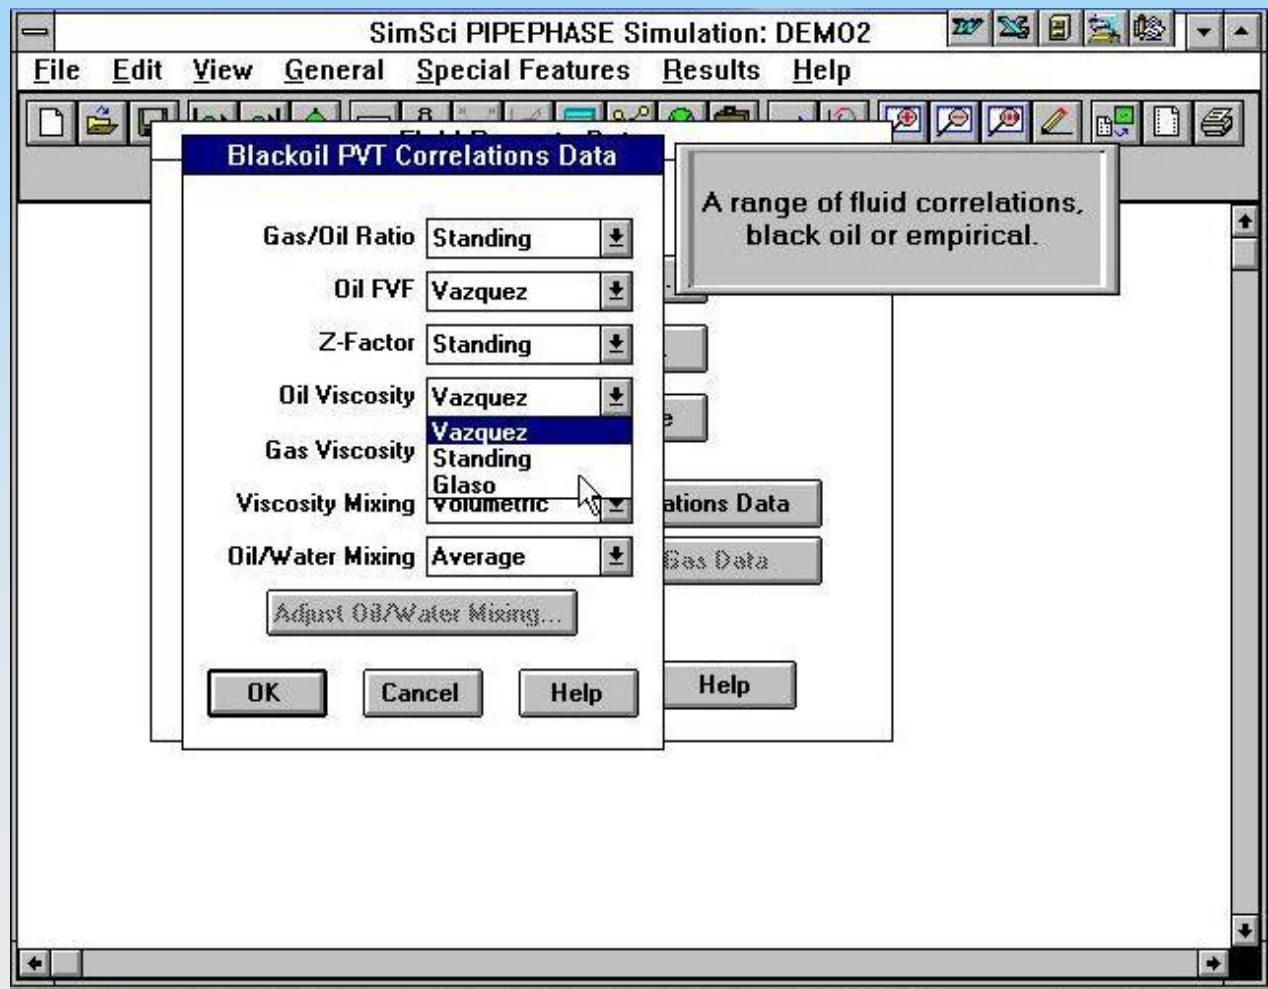 SimSci PIPEPHASE Simulation: DEMO2
File Edit View General Special Features Results Help
Blackoil PVT Correlations Data
A range of fluid correlations,
black oil or empirical.
Gas/Oil Ratio Standing
Oil FVF Vazquez
Z-Factor Standing
Oil Viscosity Vazquez
Vazquez
Gas Viscosity
Standing
Glaso
Viscosity Mixing Volumetric
ations Data
Oil/Water Mixing Average
Gas Data
Adjust Oil/Water Mixing...
OK Cancel Help
Help